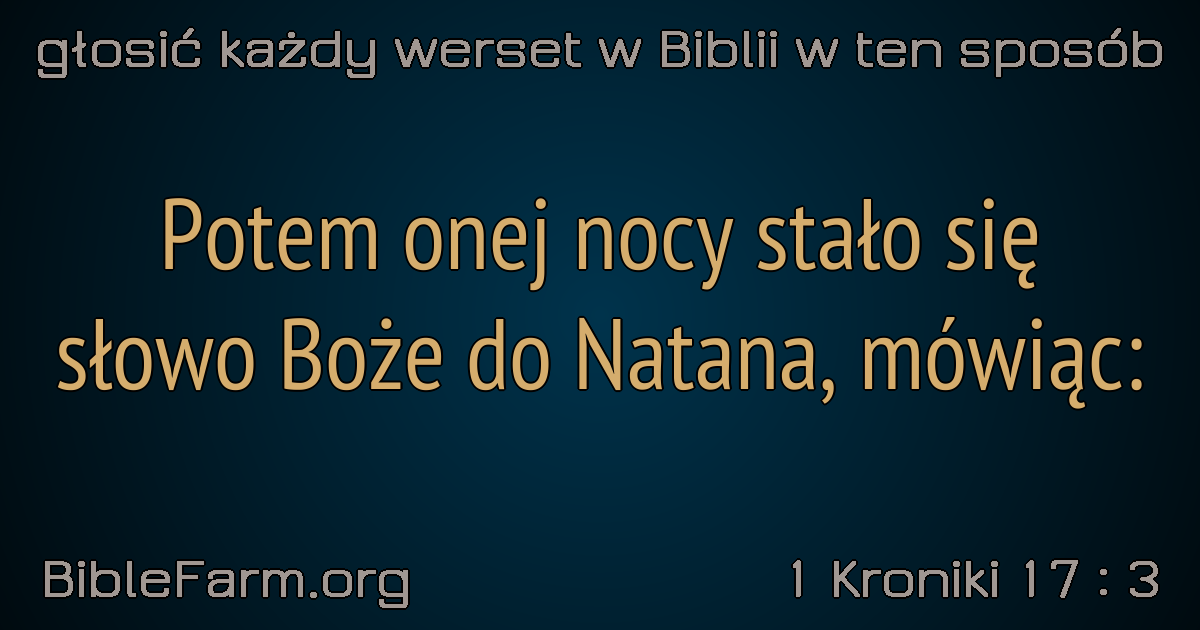 głosić każdy werset w Biblii w ten sposób
Potem onej nocy stało się
słowo Boże do Natana, mówiąc:
BibleFarm.org
1 Kroniki 17 : 3